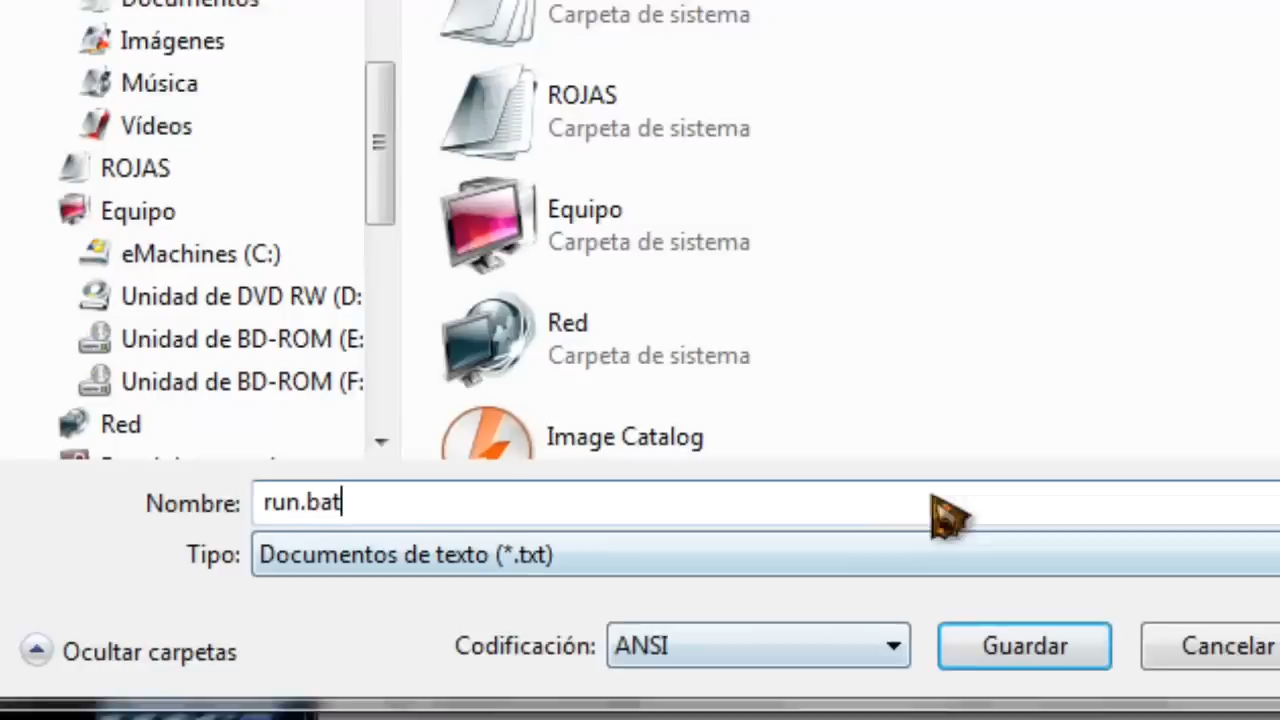 Documentos
Imágenes
Música
Vídeos
ROJAS
Equipo
eMachines (C:)
Unidad de DVD RW (D:
Unidad de BD-ROM (E:
Unidad de BD-ROM (F:
Red
Carpeta de sistema
ROJAS
Carpeta de sistema
Equipo
Carpeta de sistema
Red
Carpeta de sistema
Image Catalog
Nombre: run.bat
Tipo: Documentos de texto (*.txt)
Ocultar carpetas
Codificación: ANSI
Guardar
Cancelar